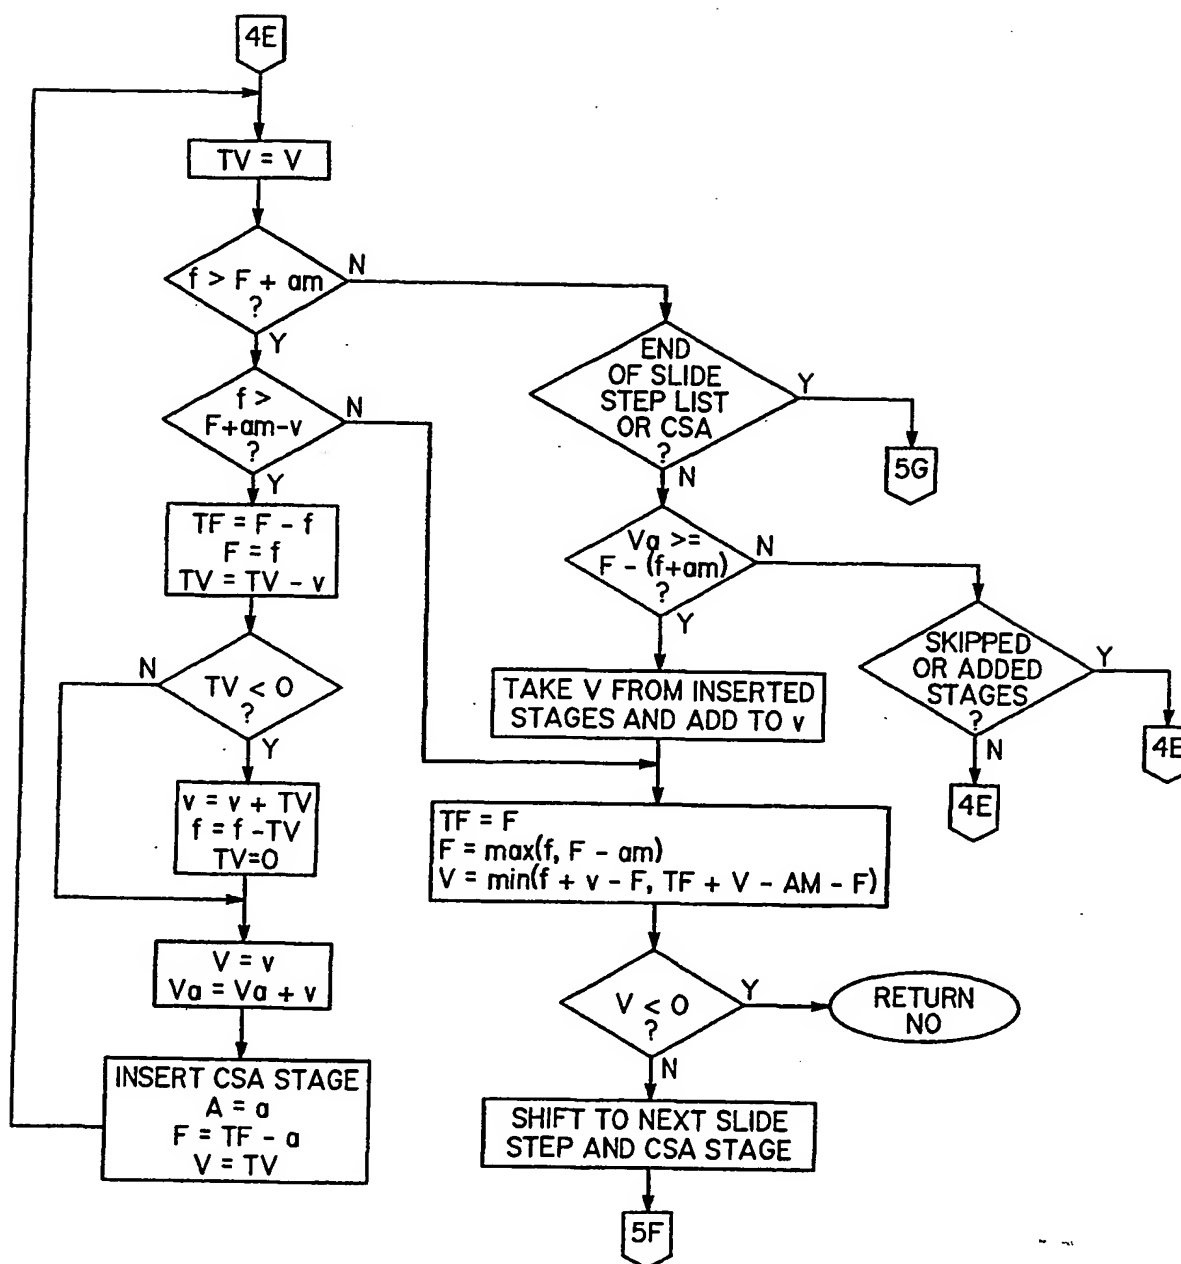 4E
TV = V
f > F + am
?
N
Y
f >
F+am-v
?
N
Y
TF = F - f
F = f
TV = TV - v
TV < 0
?
N
Y
v = v + TV
f = f -TV
TV=0
V = v
Va = Va + v
INSERT CSA STAGE
A = a
F = TF - a
V = TV
END
OF SLIDE
STEP LIST
OR CSA
?
Y
N
5G
Va >=
F - (f+am)
?
N
Y
SKIPPED
OR ADDED
STAGES
?
Y
N
4E
4E
TAKE V FROM INSERTED
STAGES AND ADD TO v
TF = F
F = max(f, F - am)
V = min(f + v - F, TF + V - AM - F)
V < 0
?
Y
N
RETURN
NO
SHIFT TO NEXT SLIDE
STEP AND CSA STAGE
5F